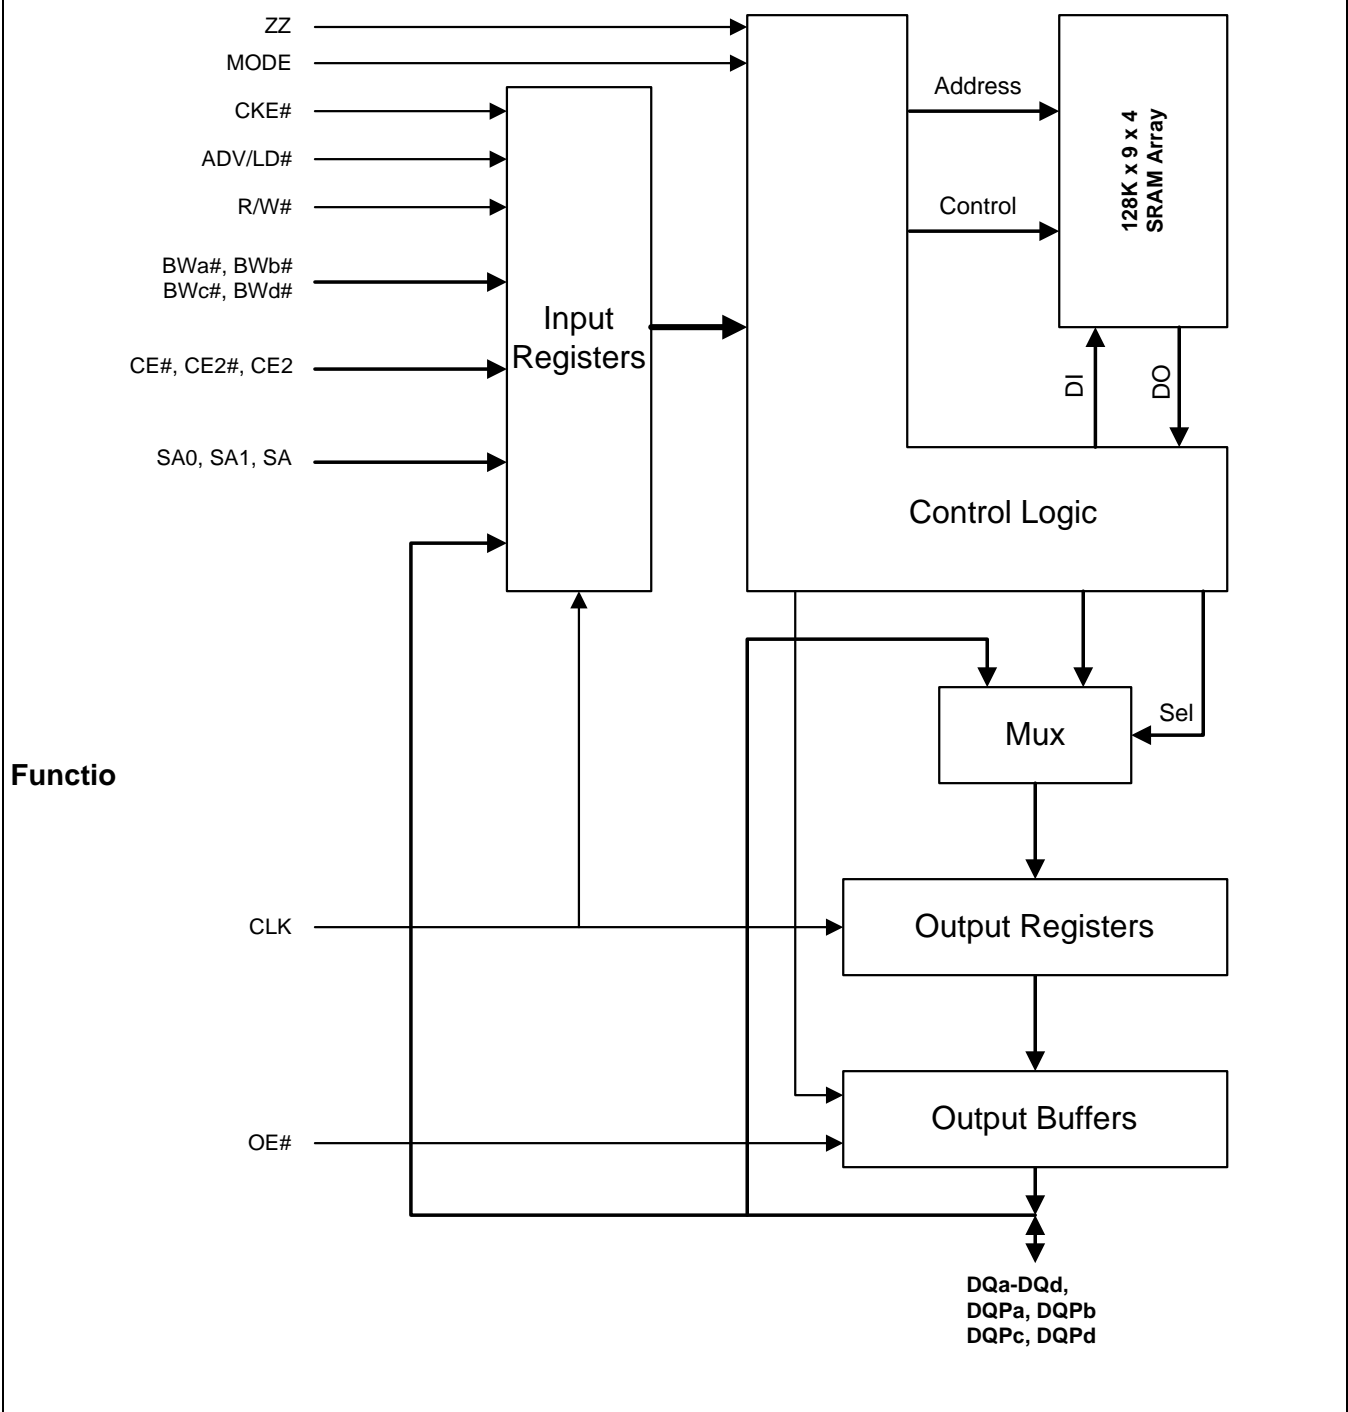 ZZ
MODE
CKE#
ADV/LD#
R/W#
BWa#, BWb#
BWc#, BWd#
CE#, CE2#, CE2
SA0, SA1, SA
Input
Registers
Address
Control
128K x 9 x 4
SRAM Array
DI
DO
Control Logic
Mux
Sel
Functio
CLK
Output Registers
OE#
Output Buffers
DQa-DQd,
DQPa, DQPb
DQPc, DQPd